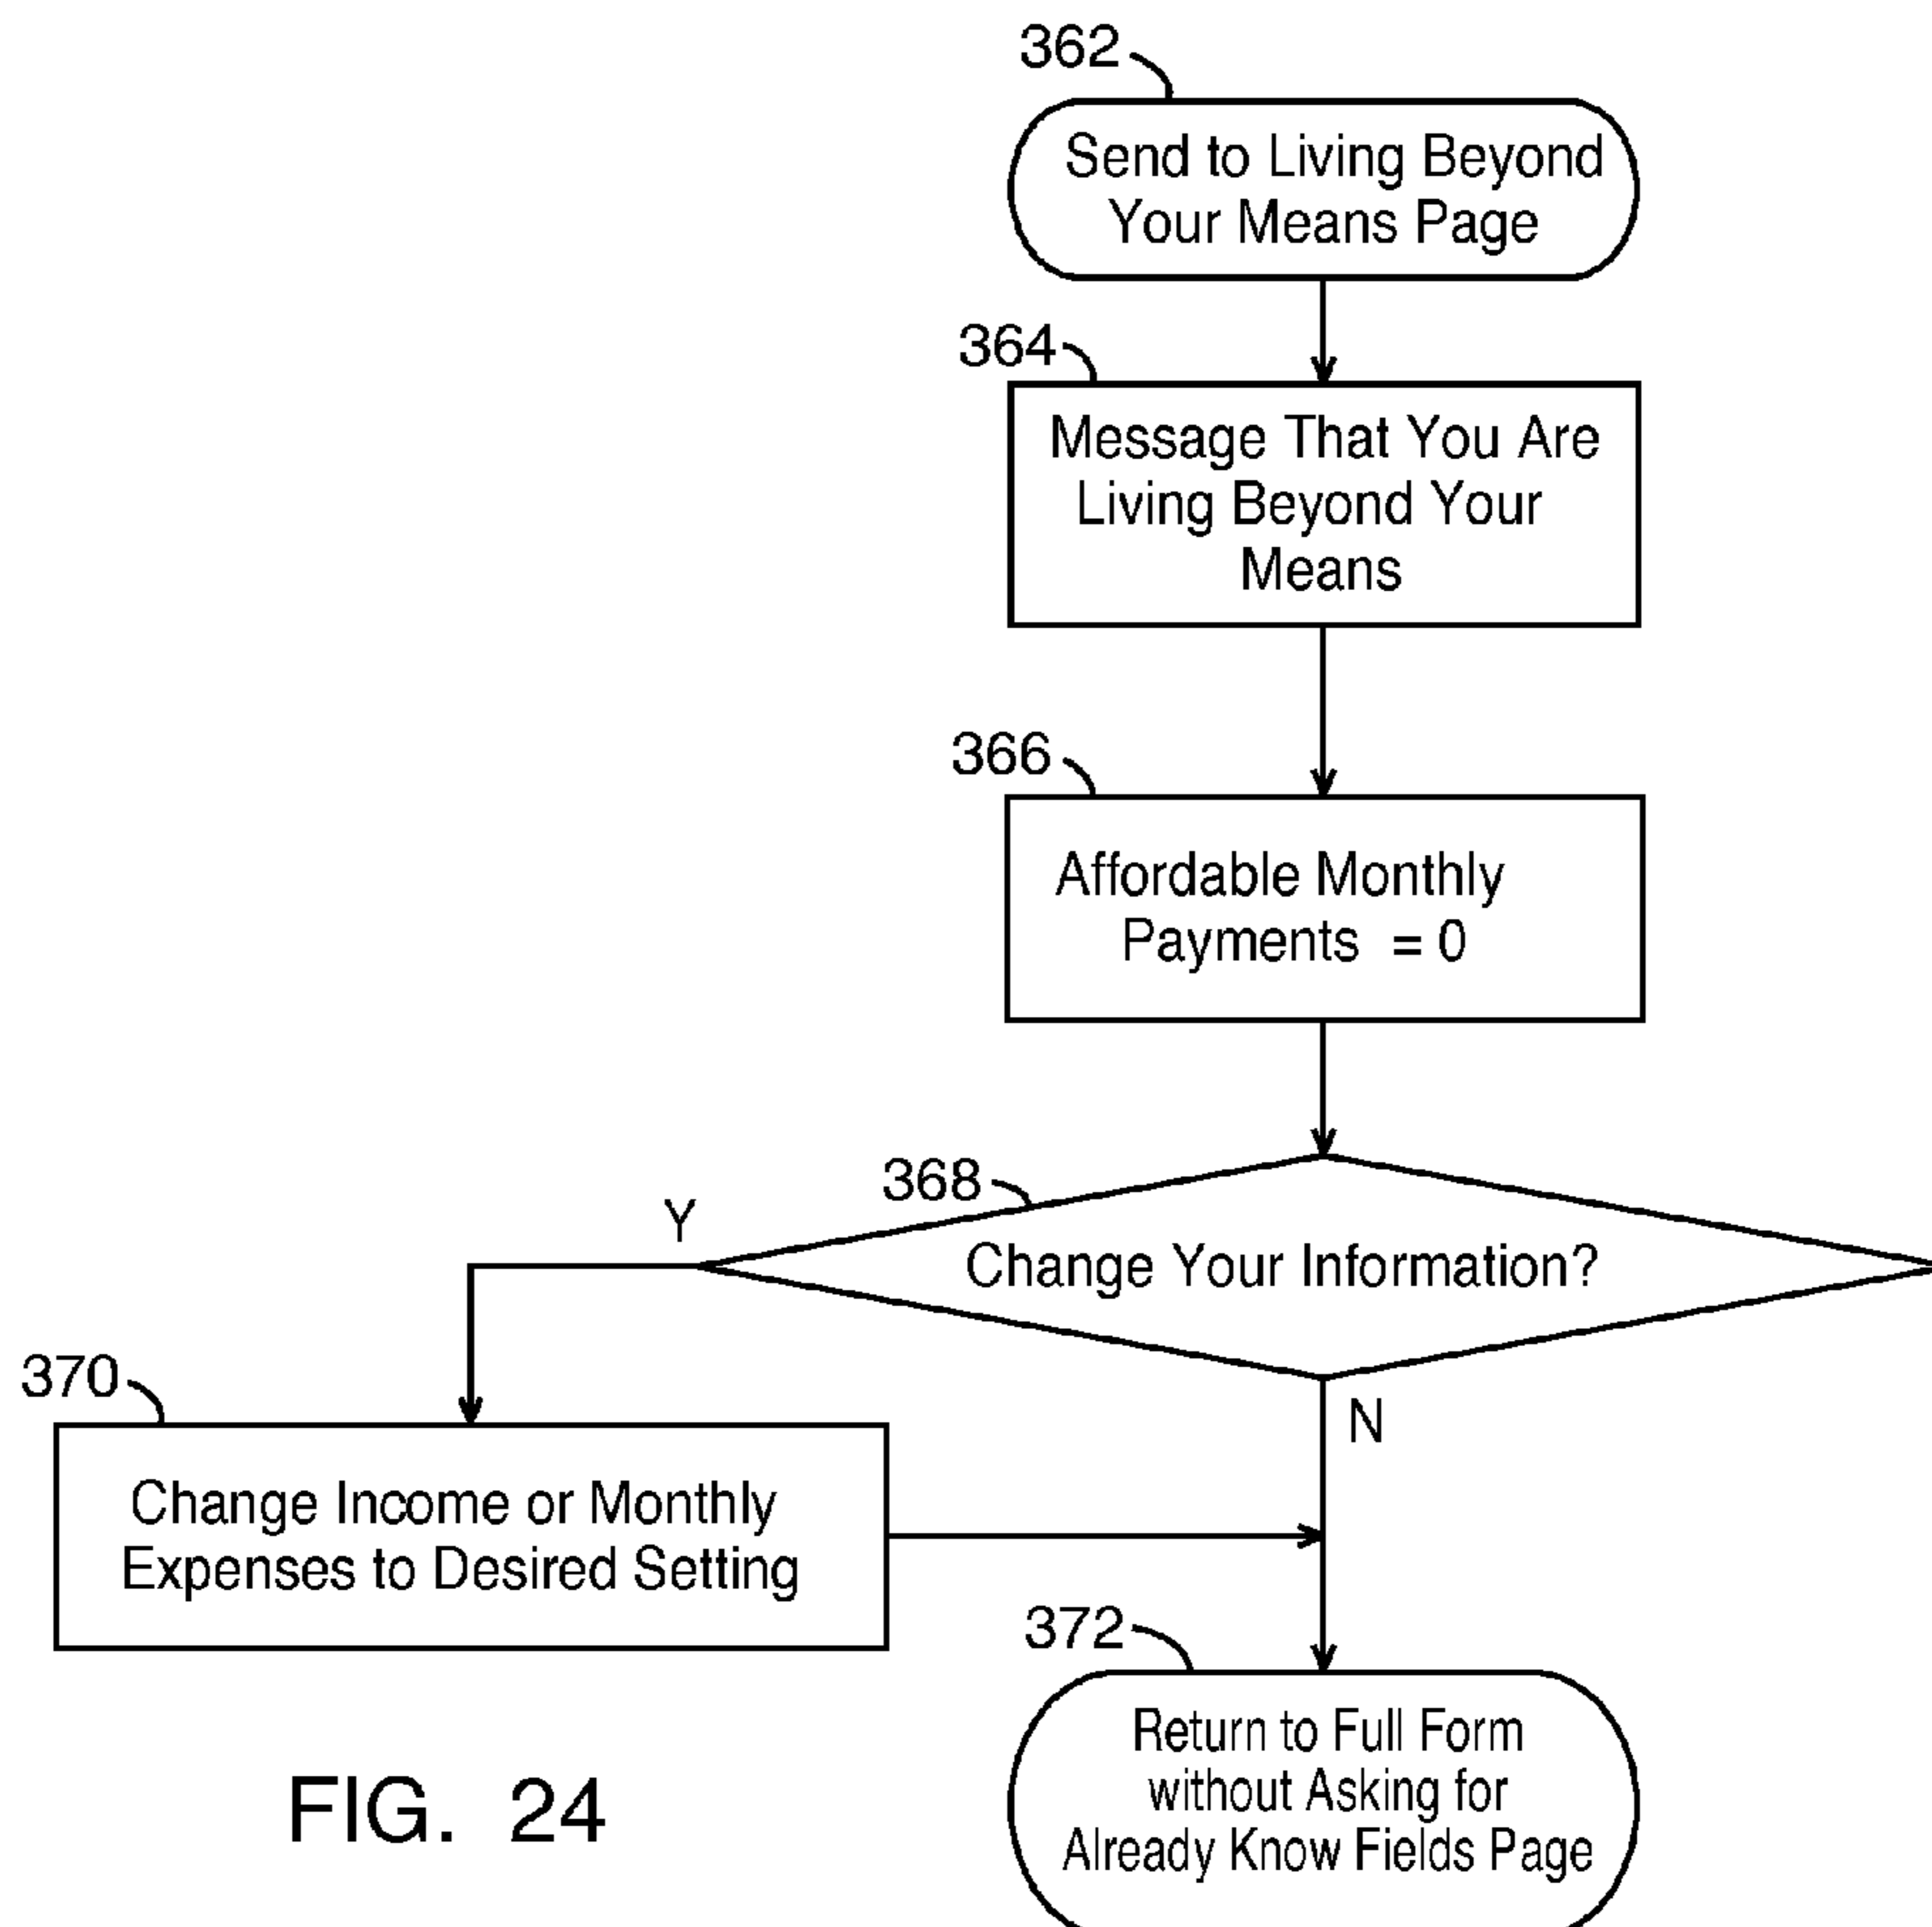 362
Send to Living Beyond
Your Means Page
364
Message That You Are
Living Beyond Your
Means
366
Affordable Monthly
Payments = 0
368
Y
Change Your Information?
370
N
Change Income or Monthly
Expenses to Desired Setting
372
Return to Full Form
without Asking for
Already Know Fields Page
FIG. 24